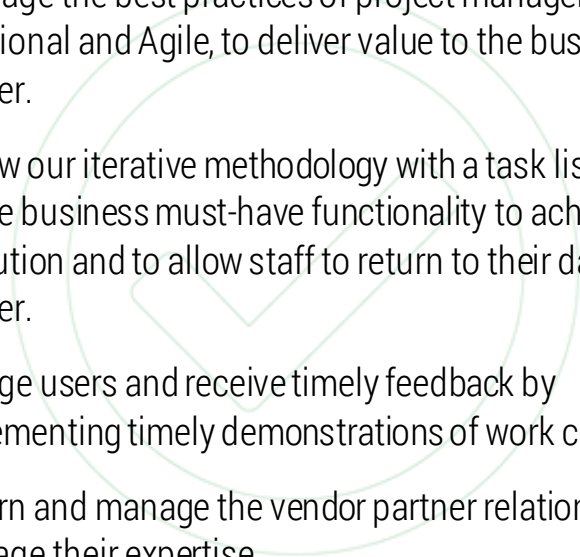 age the best practices of project manage
ional and Agile, to deliver value to the bus
er.
w our iterative methodology with a task lis
e business must-have functionality to ach
ution and to allow staff to return to their da
er.
ge users and receive timely feedback by
ementing timely demonstrations of work c
rn and manage the vendor partner relation
age their expertise